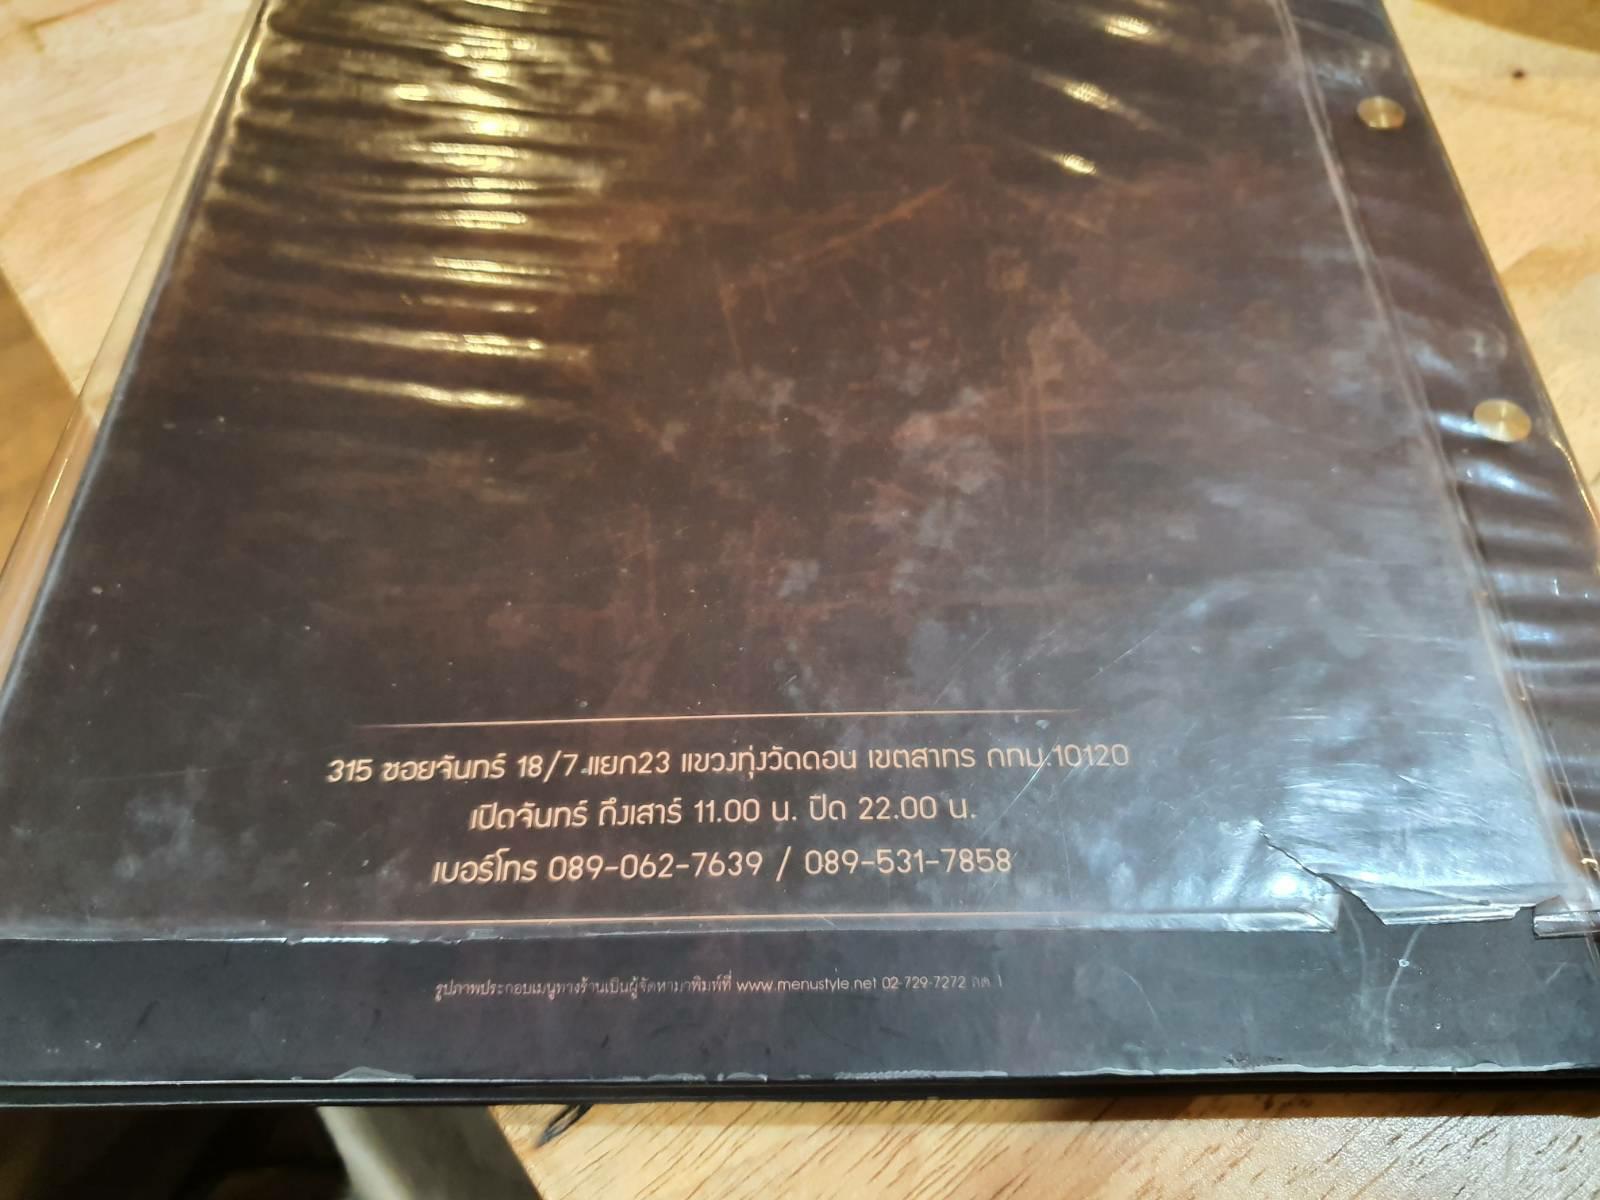 315 ซอยจันทร์ 18/7 แยก23 แขวงทุ่งวัดดอน เขตสาทร กทม.10120
เปิดจันทร์ ถึงเสาร์ 11.00 น. ปิด 22.00 น.
เบอร์โทร 089-062-7639 / 089-531-7858
รูปภาพประกอบเมนูทางร้านเป็นผู้จัดหามาพิมพ์ที่ www.menustyle.net 02-729-7272 กด 1